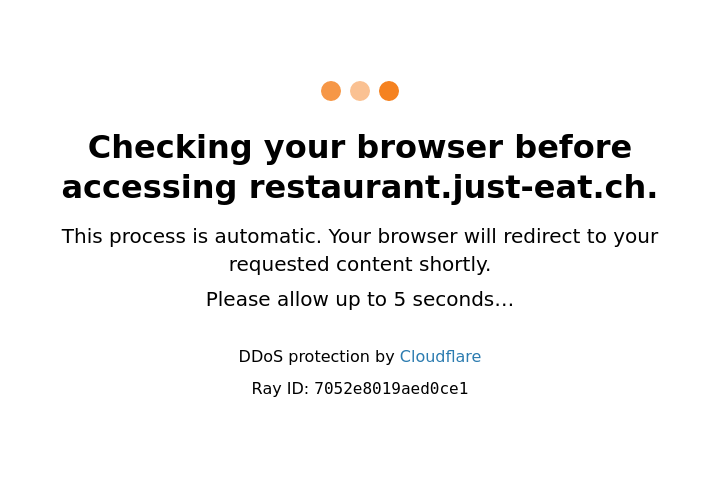 Checking your browser before
accessing restaurant.just-eat.ch.
This process is automatic. Your browser will redirect to your
requested content shortly.
Please allow up to 5 seconds…
DDoS protection by Cloudflare
Ray ID: 7052e8019aed0ce1